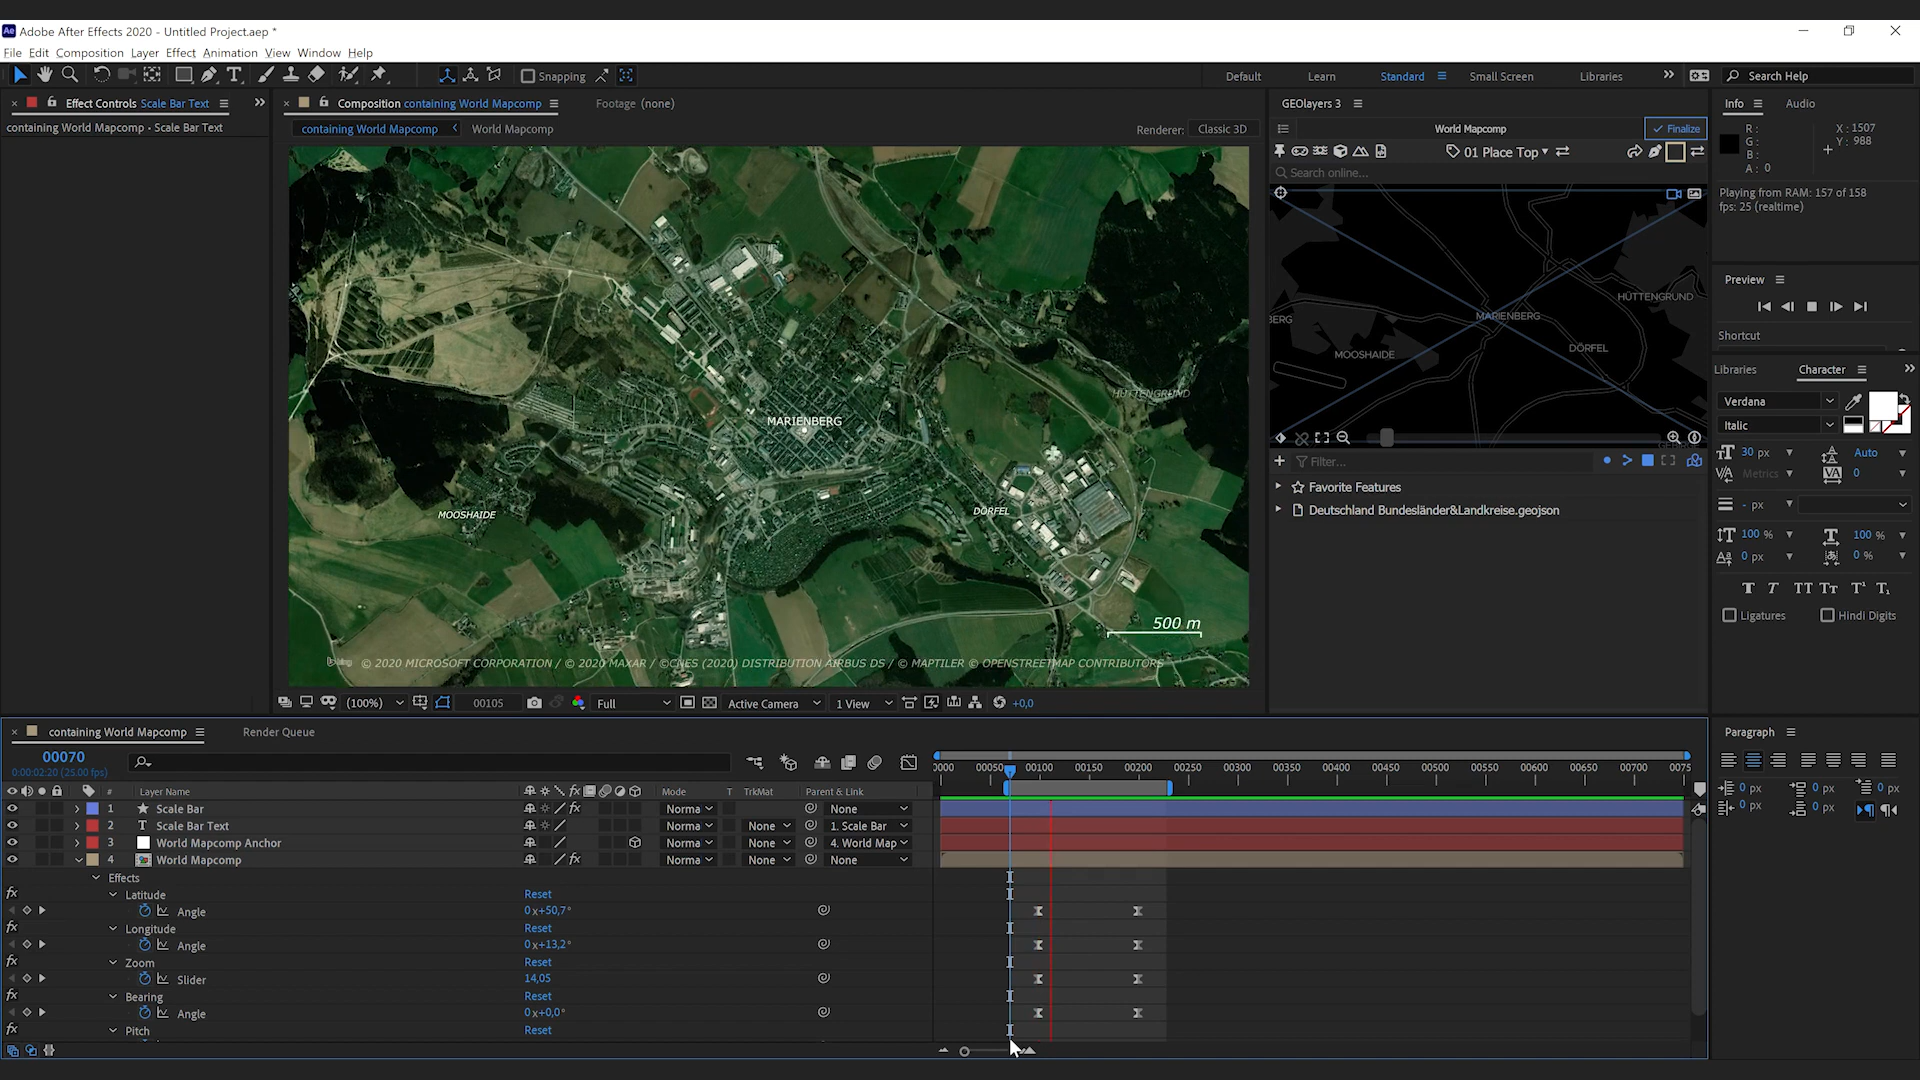 Adobe After Effects 2020 - Untitled Project.aep *
File Edit Composition Layer Effect Animation View Window Help
Snapping
Default Learn Standard Small Screen Libraries Search Help
Effect Controls Scale Bar Text
containing World Mapcomp • Scale Bar Text
Composition containing World Mapcomp
Footage (none)
containing World Mapcomp
World Mapcomp
Renderer: Classic 3D
MARIENBERG
HÜTTENGRUND
MOOSHAIDE
DÖRFEL
500 m
© 2020 MICROSOFT CORPORATION / © 2020 MAXAR / ©CNES (2020) DISTRIBUTION AIRBUS DS / © MAPTILER © OPENSTREETMAP CONTRIBUTORS
(100%) 00105 Full Active Camera 1 View +0,0
GEOlayers 3
World Mapcomp
Finalize
01 Place Top
Search online...
HÜTTENGRUND
BERG
MARIENBERG
MOOSHAIDE
DÖRFEL
Filter...
Favorite Features
Deutschland Bundesländer&Landkreise.geojson
Info Audio
R: X: 1507
G: Y: 988
B:
A: 0
Playing from RAM: 157 of 158
fps: 25 (realtime)
Preview
Shortcut
Libraries Character
Verdana
Italic
30 px Auto
Metrics 0
- px
100 % 100 %
0 px 0 %
Ligatures Hindi Digits
containing World Mapcomp
Render Queue
00070
0:00:02:20 (25.00 fps)
0000 00050 00100 00150 00200 00250 00300 00350 00400 00450 00500 00550 00600 00650 00700 0075
# Layer Name Mode T TrkMat Parent & Link
1 Scale Bar Norma None
2 T Scale Bar Text Norma None 1. Scale Bar
3 World Mapcomp Anchor Norma None 4. World Map
4 World Mapcomp Norma None None
Effects
fx Latitude Reset
Angle 0x+50,7°
fx Longitude Reset
Angle 0x+13,2°
fx Zoom Reset
Slider 14,05
fx Bearing Reset
Angle 0x+0,0°
fx Pitch Reset
Paragraph
0 px 0 px 0 px
0 px 0 px